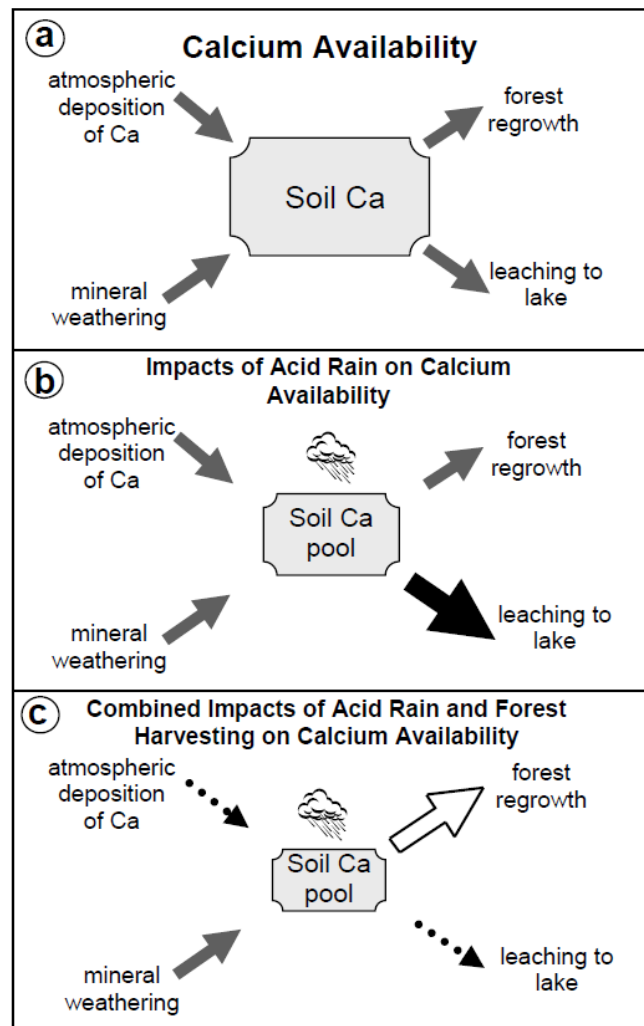 a
Calcium Availability
atmospheric
deposition
of Ca
forest
regrowth
Soil Ca
mineral
weathering
leaching to
lake
b
Impacts of Acid Rain on Calcium
Availability
atmospheric
deposition
of Ca
forest
regrowth
Soil Ca
pool
mineral
weathering
leaching to
lake
c
Combined Impacts of Acid Rain and Forest
Harvesting on Calcium Availability
atmospheric
deposition
of Ca
forest
regrowth
Soil Ca
pool
mineral
weathering
leaching to
lake